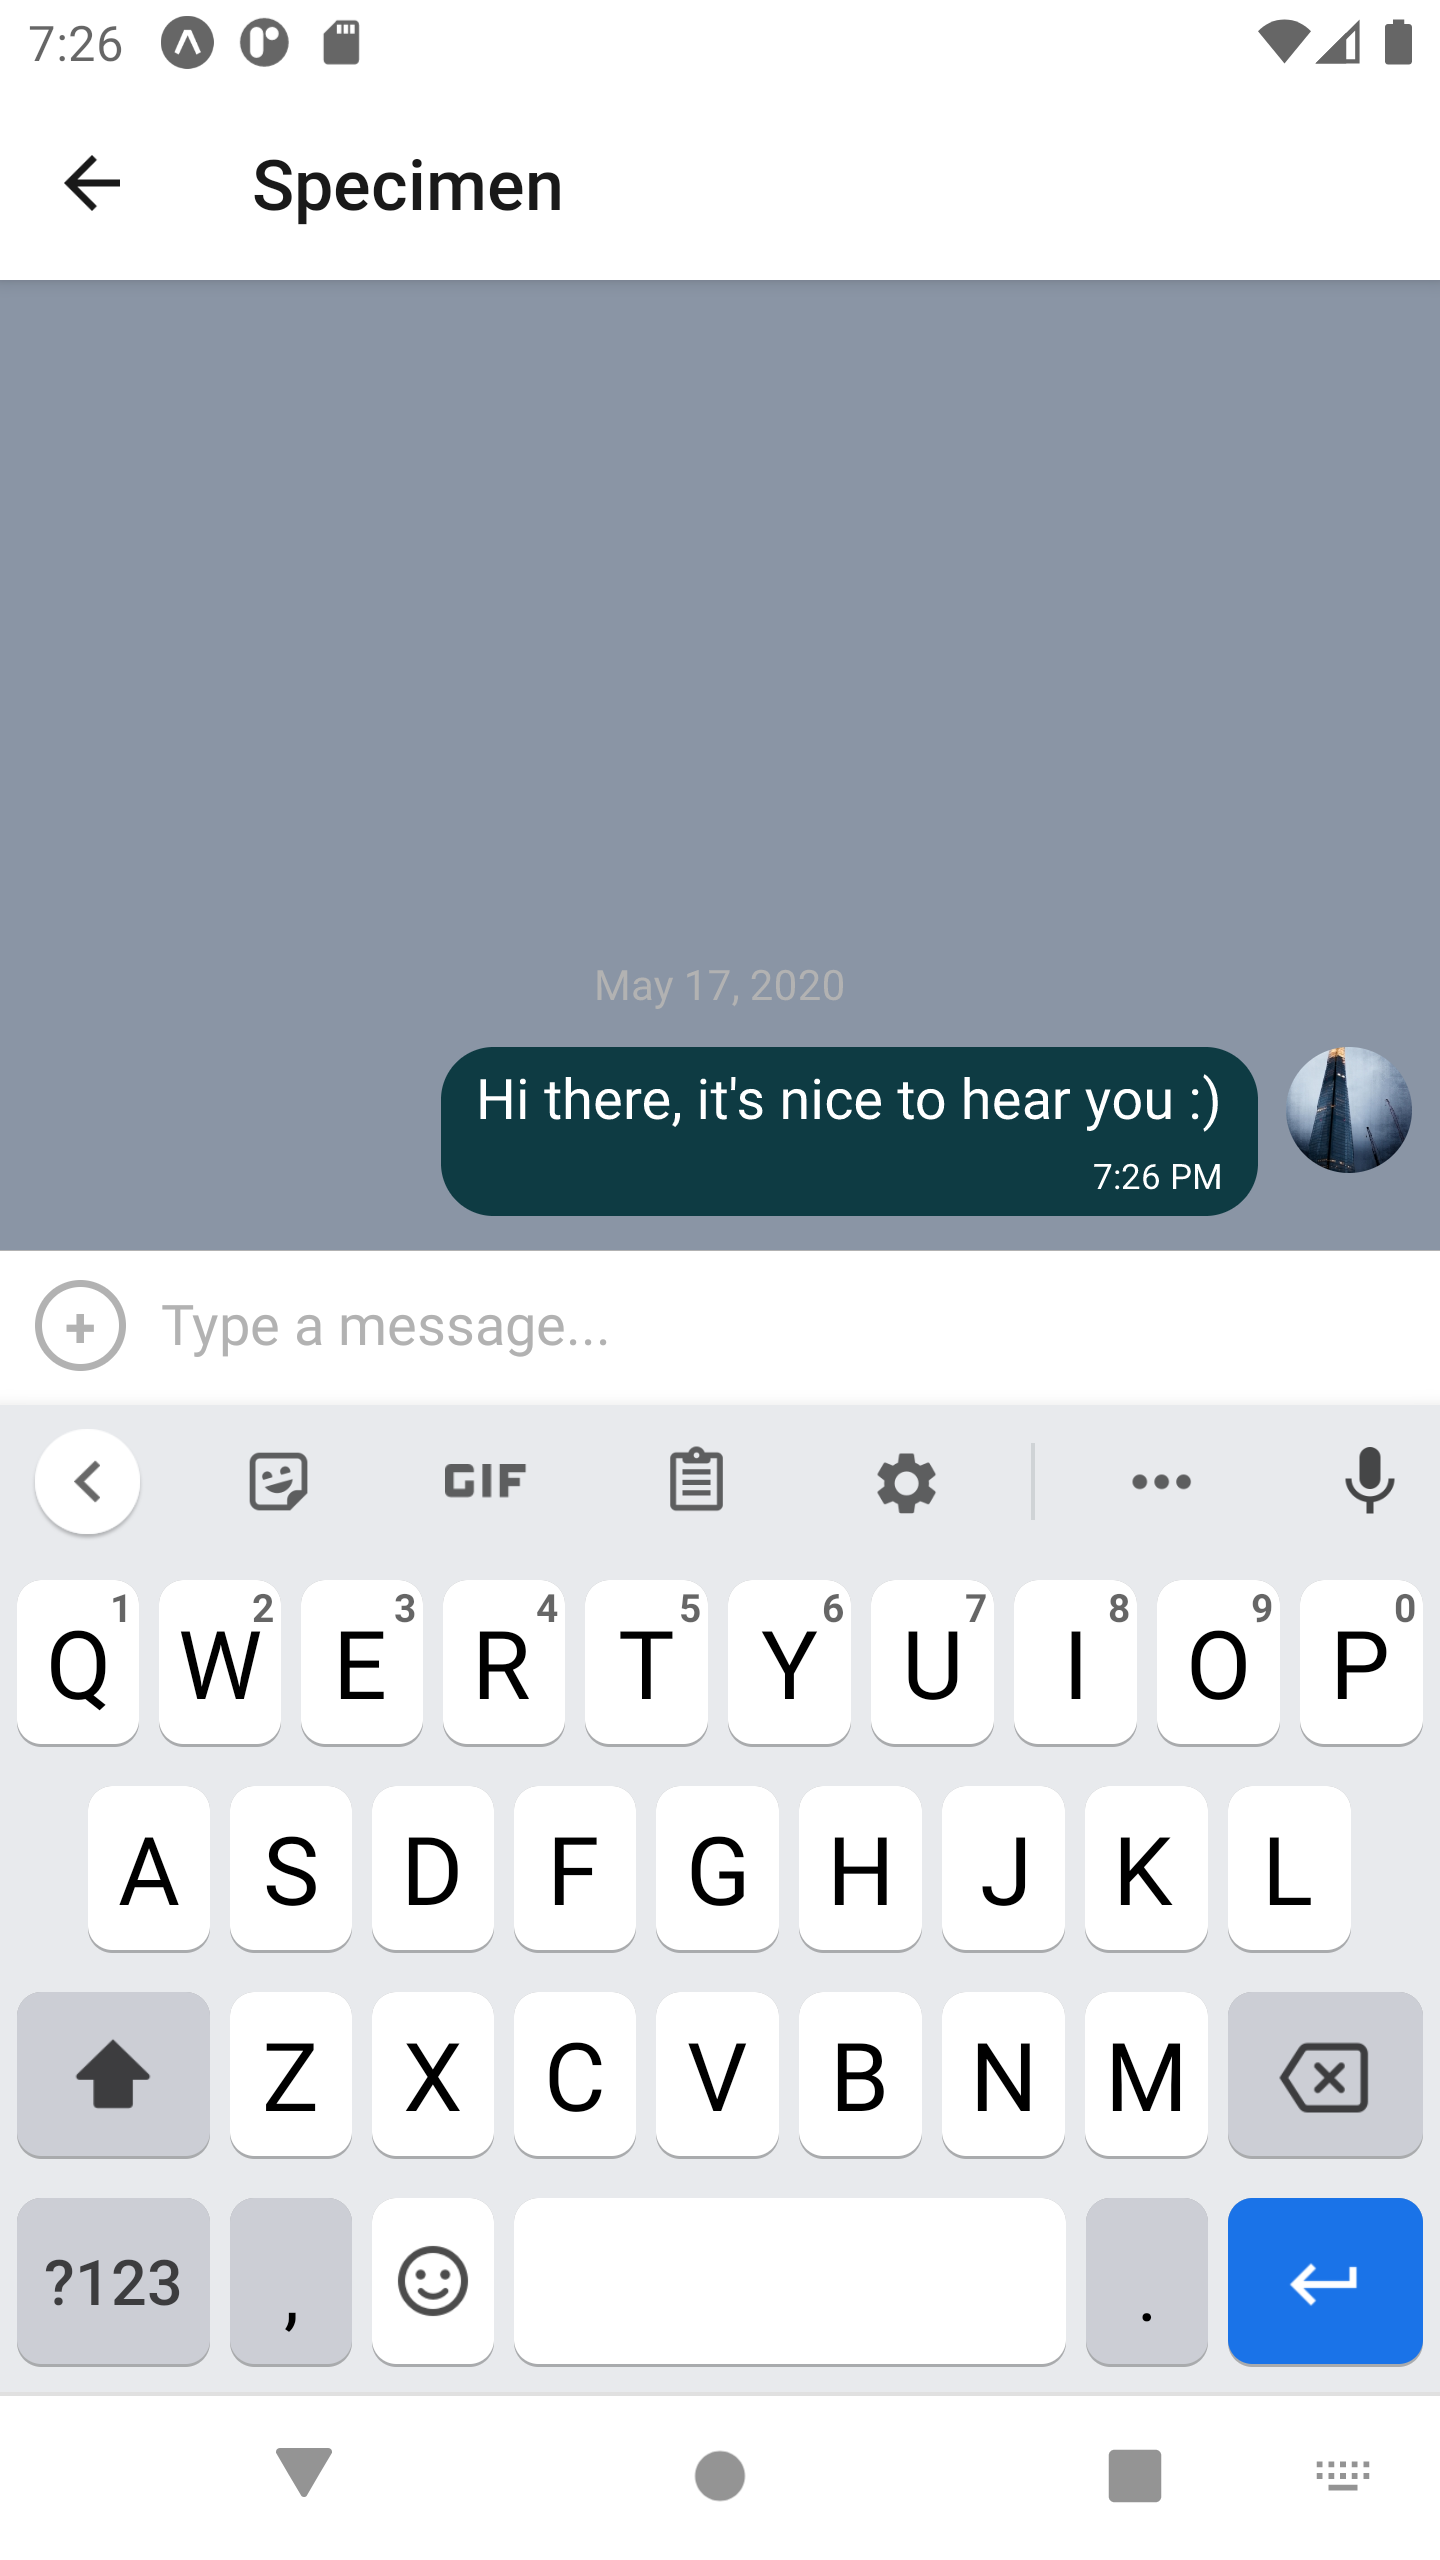 7:26
Specimen
May 17, 2020
Hi there, it's nice to hear you :)
7:26 PM
Type a message...
GIF
1 2 3 4 5 6 7 8 9 0
Q W E R T Y U I O P
A S D F G H J K L
Z X C V B N M
?123 , .